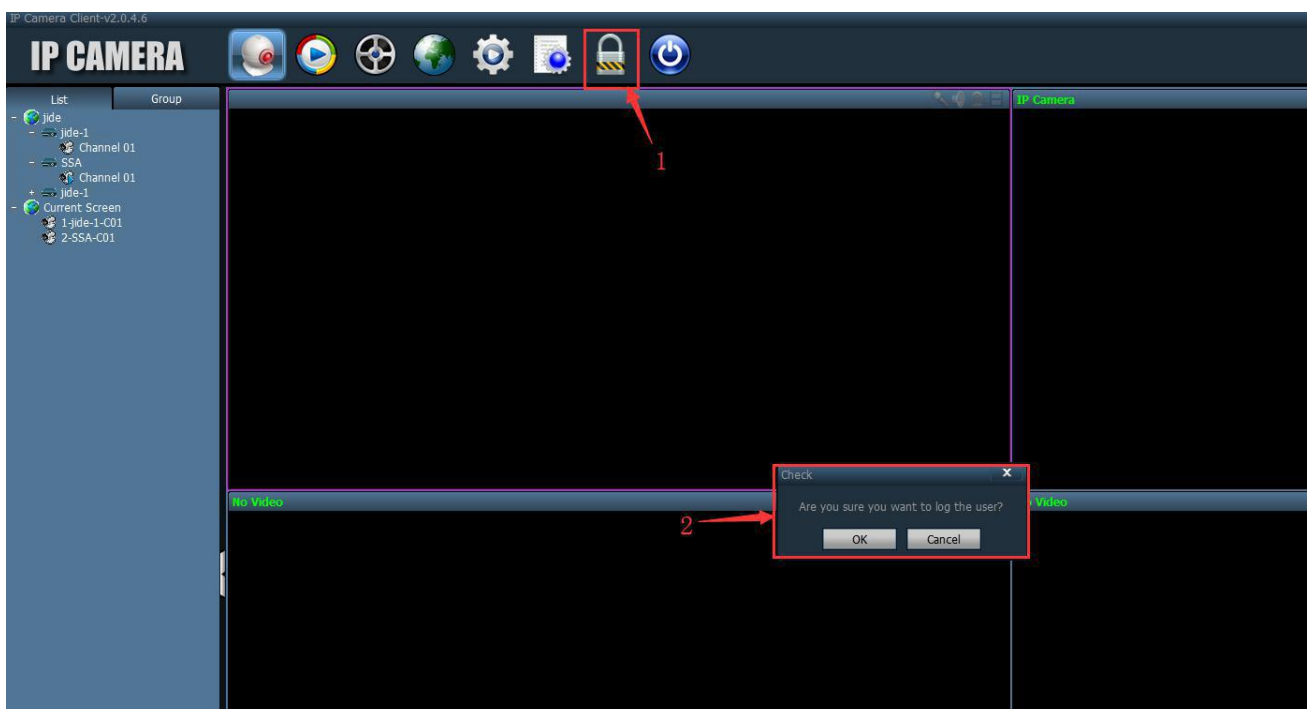 IP Camera Client-v2.0.4.6
IP CAMERA
List Group
IP Camera
jide
jide-1
Channel 01
SSA
Channel 01
jide-1
Current Screen
1-jide-1-C01
2-SSA-C01
1
Check X
No Video
Video
Are you sure you want to log the user?
2
OK Cancel